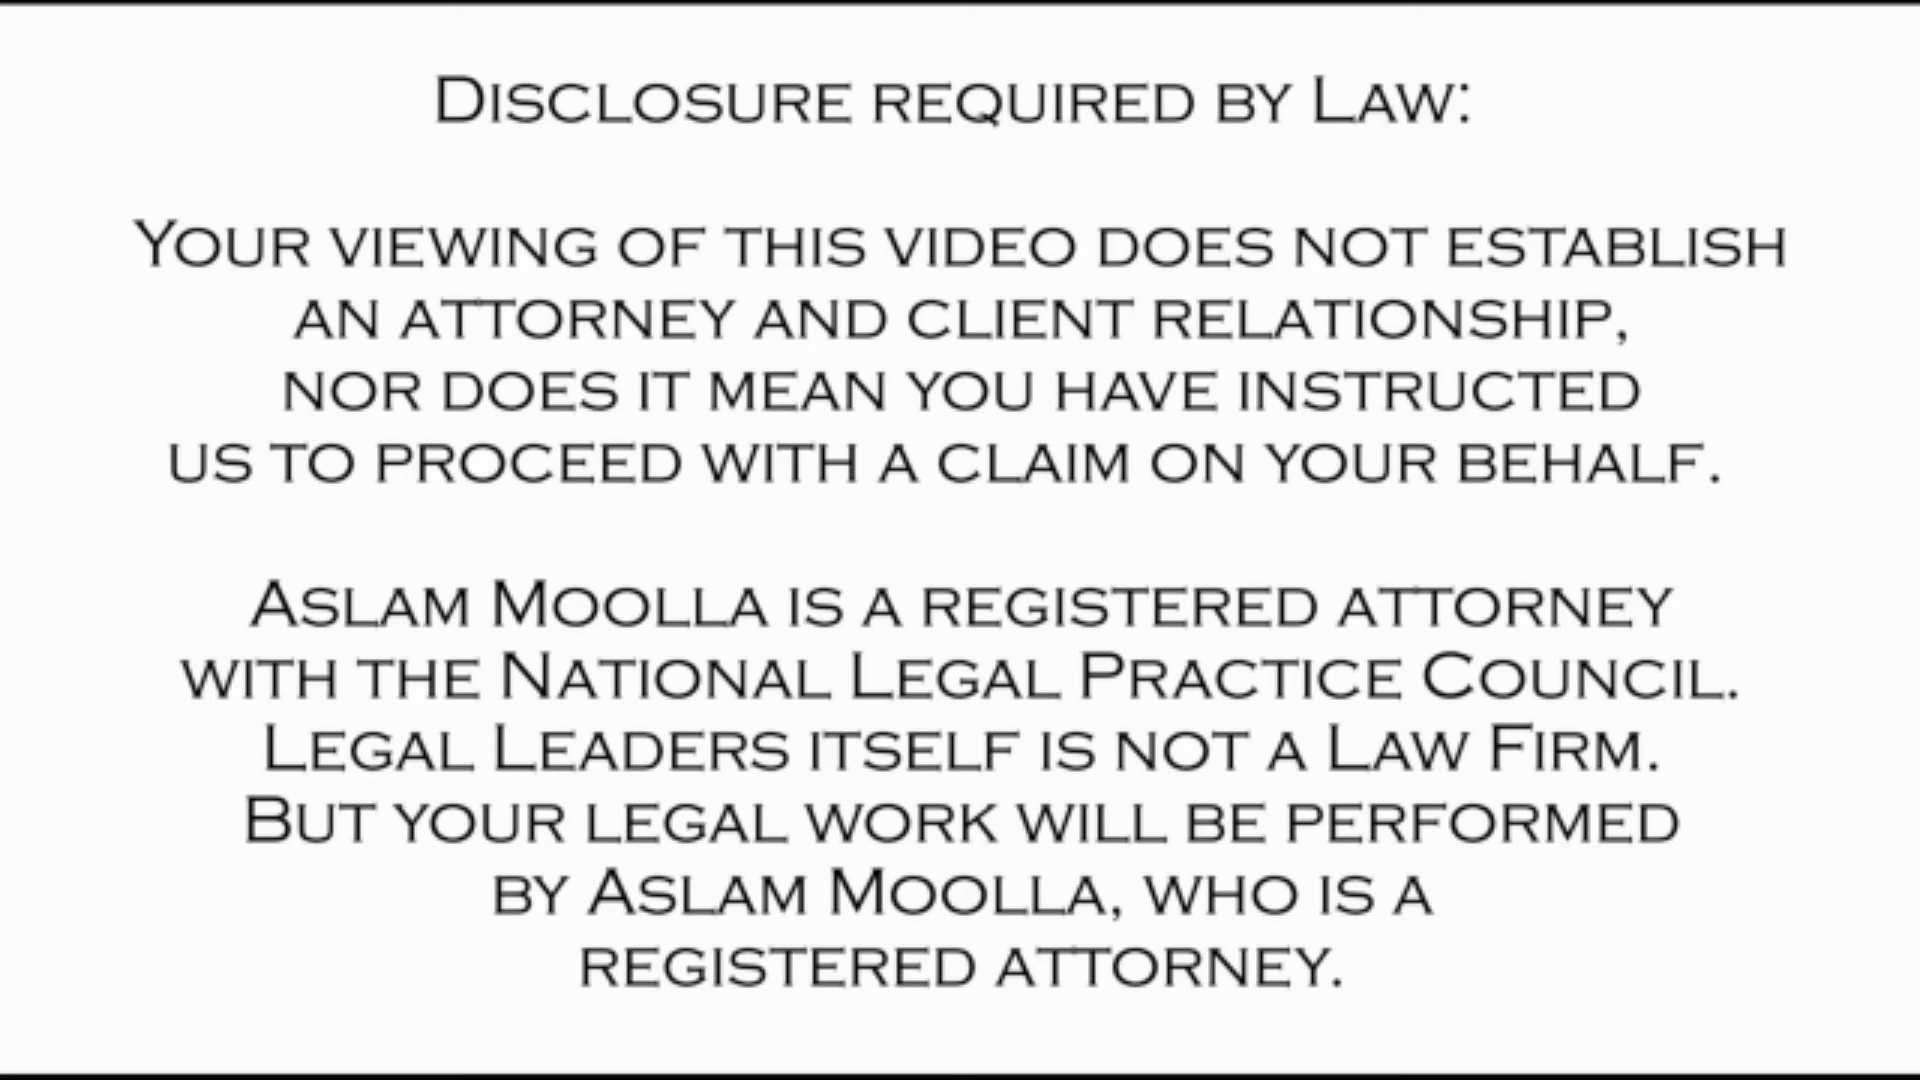 Disclosure required by Law:
Your viewing of this video does not establish
an attorney and client relationship,
nor does it mean you have instructed
us to proceed with a claim on your behalf.
Aslam Moolla is a registered attorney
with the National Legal Practice Council.
Legal Leaders itself is not a Law Firm.
But your legal work will be performed
by Aslam Moolla, who is a
registered attorney.